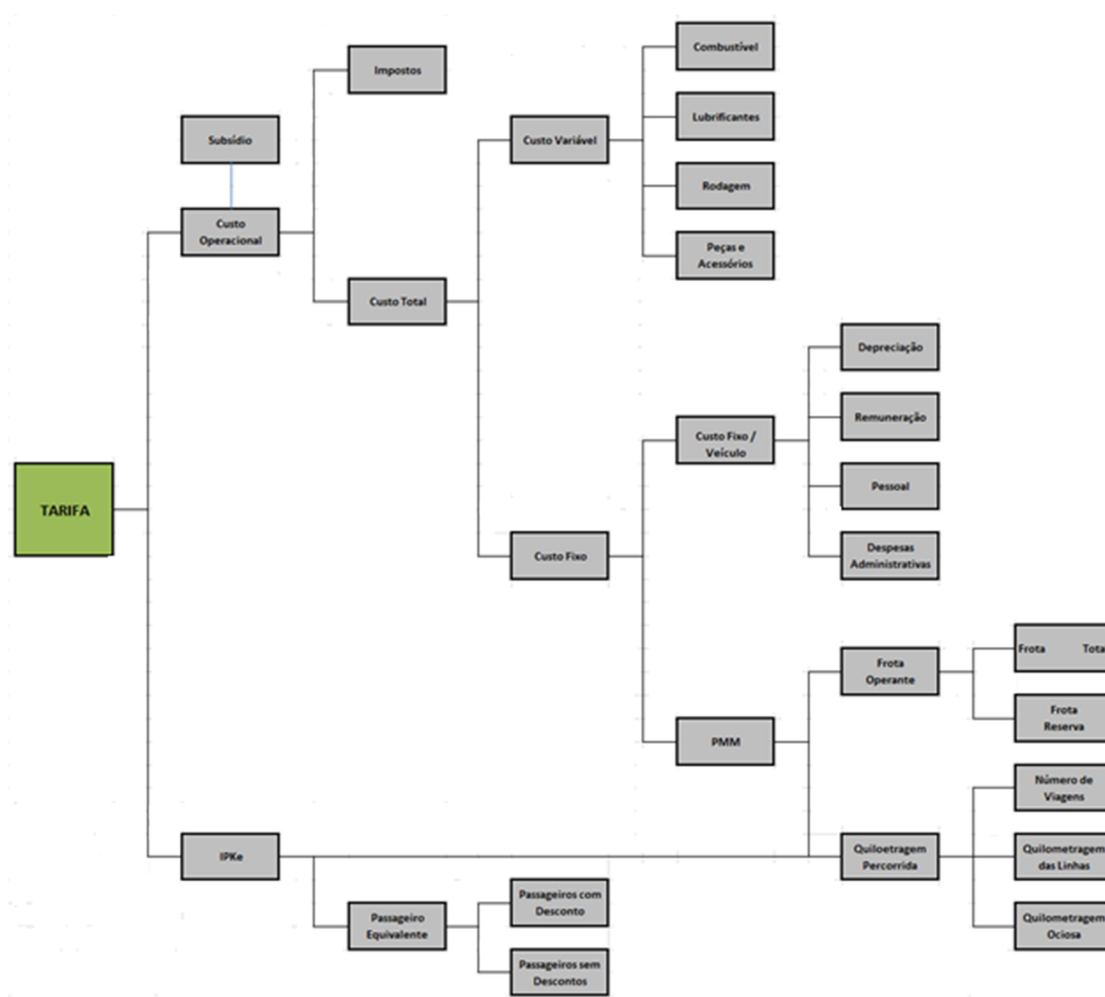 Combustível
Impostos
Lubrificantes
Subsídio
Custo Variável
Rodagem
Custo
Operacional
Peças e
Acessórios
Custo Total
Depreciação
Remuneração
Custo Fixo /
Veículo
Pessoal
TARIFA
Custo Fixo
Despesas
Administrativas
Frota Tota
Frota
Operante
Frota
Reserva
PMM
Número de
Viagens
IPKe
Quiloetragem
Percorrida
Quilometragem
das Linhas
Passageiros com
Desconto
Passageiro
Equivalente
Quilometragem
Ociosa
Passageiros sem
Descontos